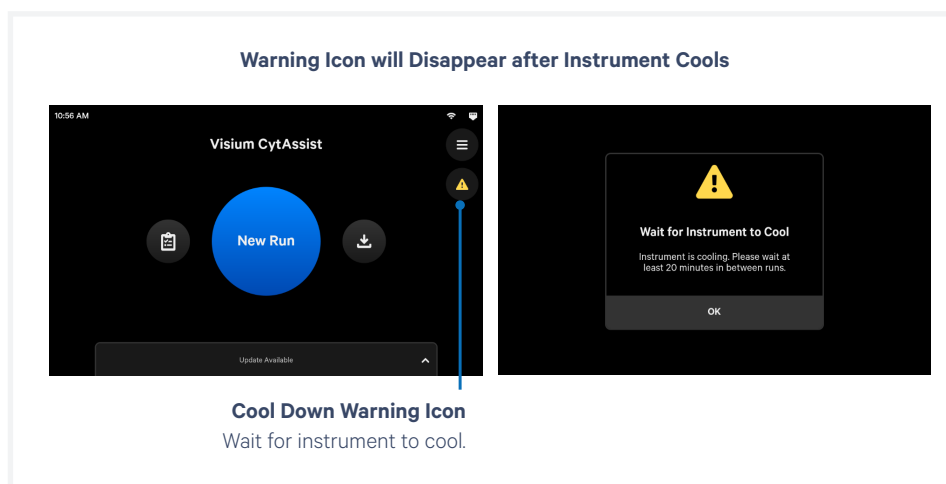 Warning Icon will Disappear after Instrument Cools
10:56 AM
Visium CytAssist
New Run
Update Available
Cool Down Warning Icon
Wait for instrument to cool.
Wait for Instrument to Cool
Instrument is cooling. Please wait at
least 20 minutes in between runs.
OK